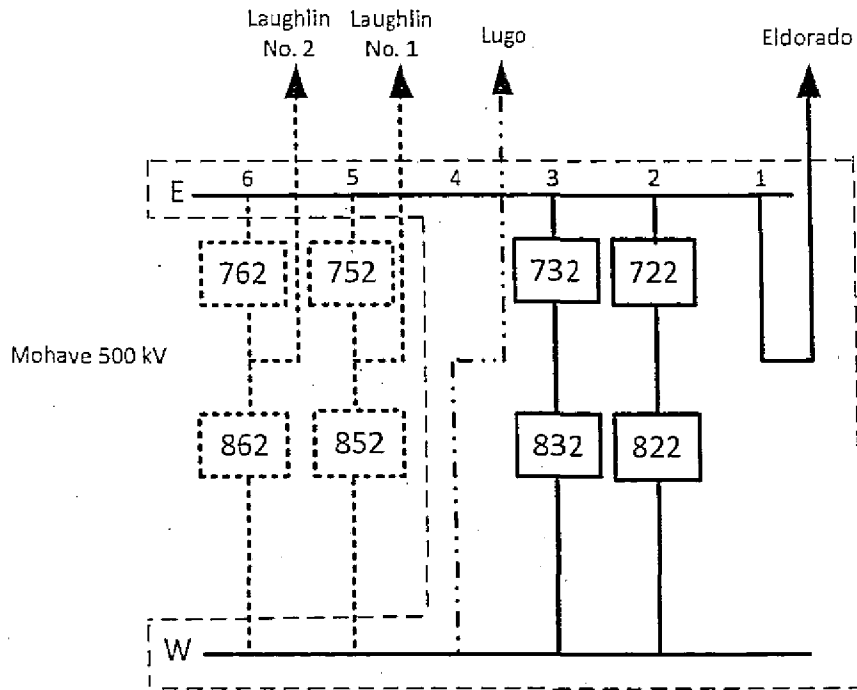 Laughlin Laughlin
No. 2 No. 1
Lugo
Eldorado
6 5 4 3 2 1
E
762 752 732 722
Mohave 500 kV
862 852 832 822
W